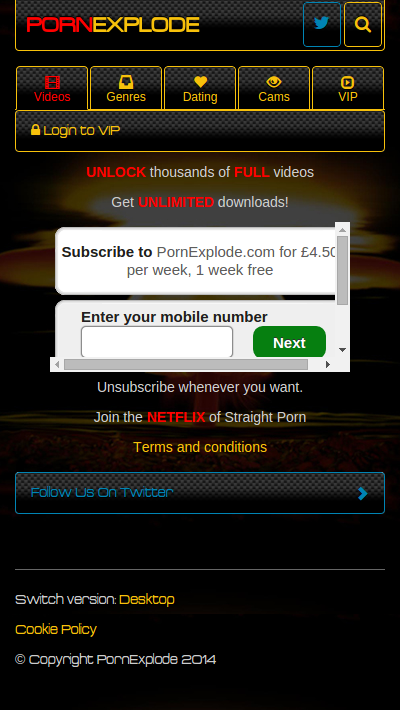 PORNEXPLODE
Videos
Genres
Dating
Cams
VIP
Login to VIP
UNLOCK thousands of FULL videos
Get UNLIMITED downloads!
Subscribe to PornExplode.com for £4.50
per week, 1 week free
Enter your mobile number
Next
Unsubscribe whenever you want.
Join the NETFLIX of Straight Porn
Terms and conditions
Follow Us On Twitter
Switch version: Desktop
Cookie Policy
© Copyright PornExplode 2014